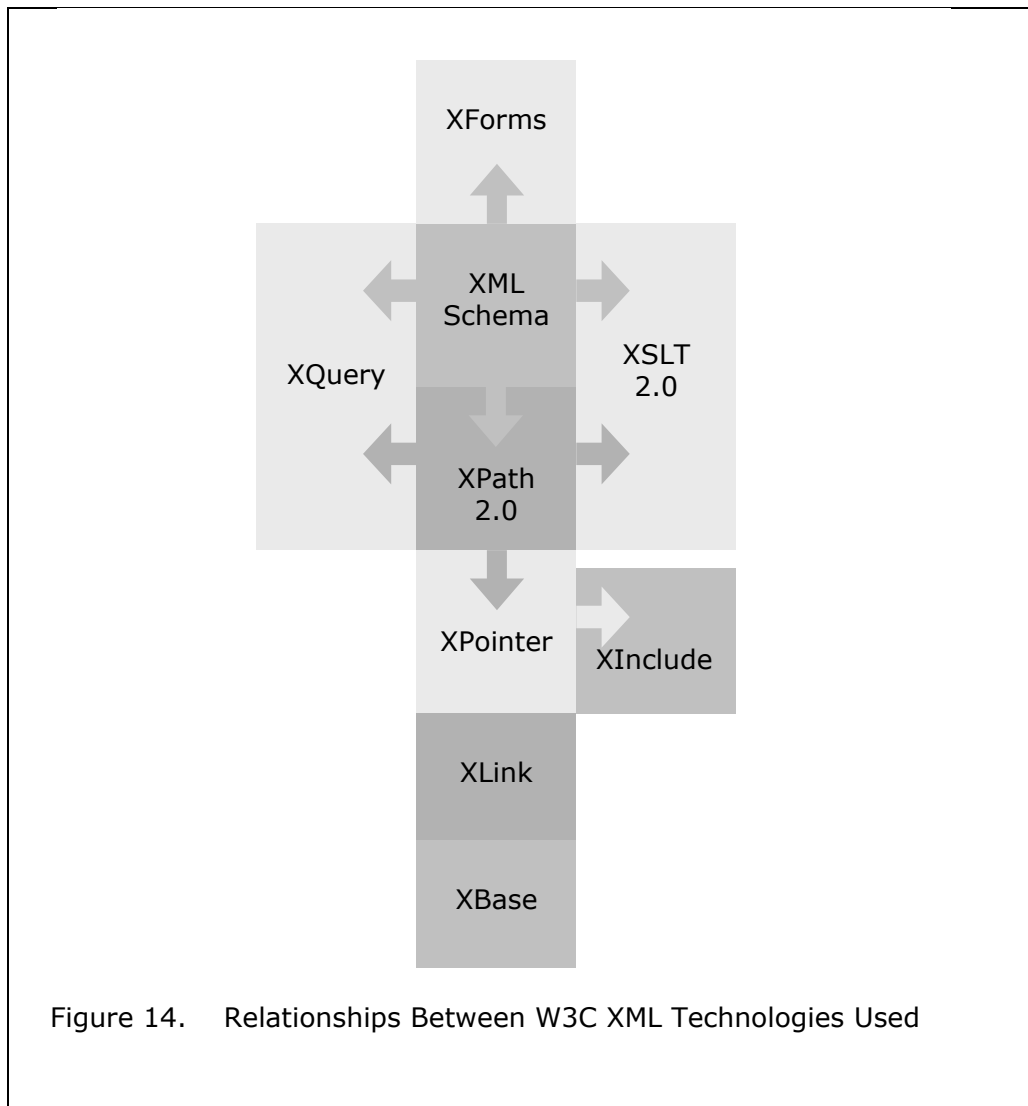 XForms
XML
Schema
XQuery
XSLT
2.0
XPath
2.0
XPointer
XInclude
XLink
XBase
Figure 14. Relationships Between W3C XML Technologies Used